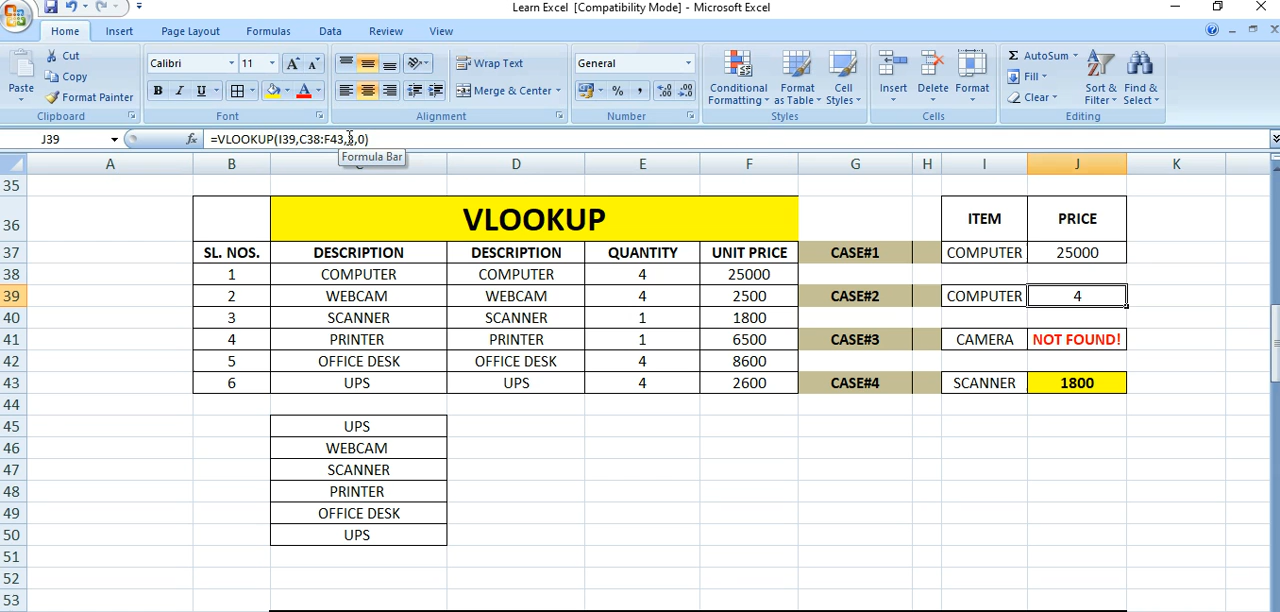 Learn Excel [Compatibility Mode] - Microsoft Excel
Home Insert Page Layout Formulas Data Review View
Paste
Cut
Copy
Format Painter
Clipboard
Calibri 11
B I U
Font
Wrap Text
Merge & Center
Alignment
General
Number
Conditional Formatting
Format as Table
Cell Styles
Styles
Insert Delete Format
Cells
AutoSum
Fill
Clear
Sort & Filter
Find & Select
Editing
J39 fx =VLOOKUP(I39,C38:F43, ,0)
Formula Bar
A B C D E F G H I J K
35
36 VLOOKUP ITEM PRICE
37 SL. NOS. DESCRIPTION DESCRIPTION QUANTITY UNIT PRICE CASE#1 COMPUTER 25000
38 1 COMPUTER COMPUTER 4 25000
39 2 WEBCAM WEBCAM 4 2500 CASE#2 COMPUTER 4
40 3 SCANNER SCANNER 1 1800
41 4 PRINTER PRINTER 1 6500 CASE#3 CAMERA NOT FOUND!
42 5 OFFICE DESK OFFICE DESK 4 8600
43 6 UPS UPS 4 2600 CASE#4 SCANNER 1800
44
45 UPS
46 WEBCAM
47 SCANNER
48 PRINTER
49 OFFICE DESK
50 UPS
51
52
53